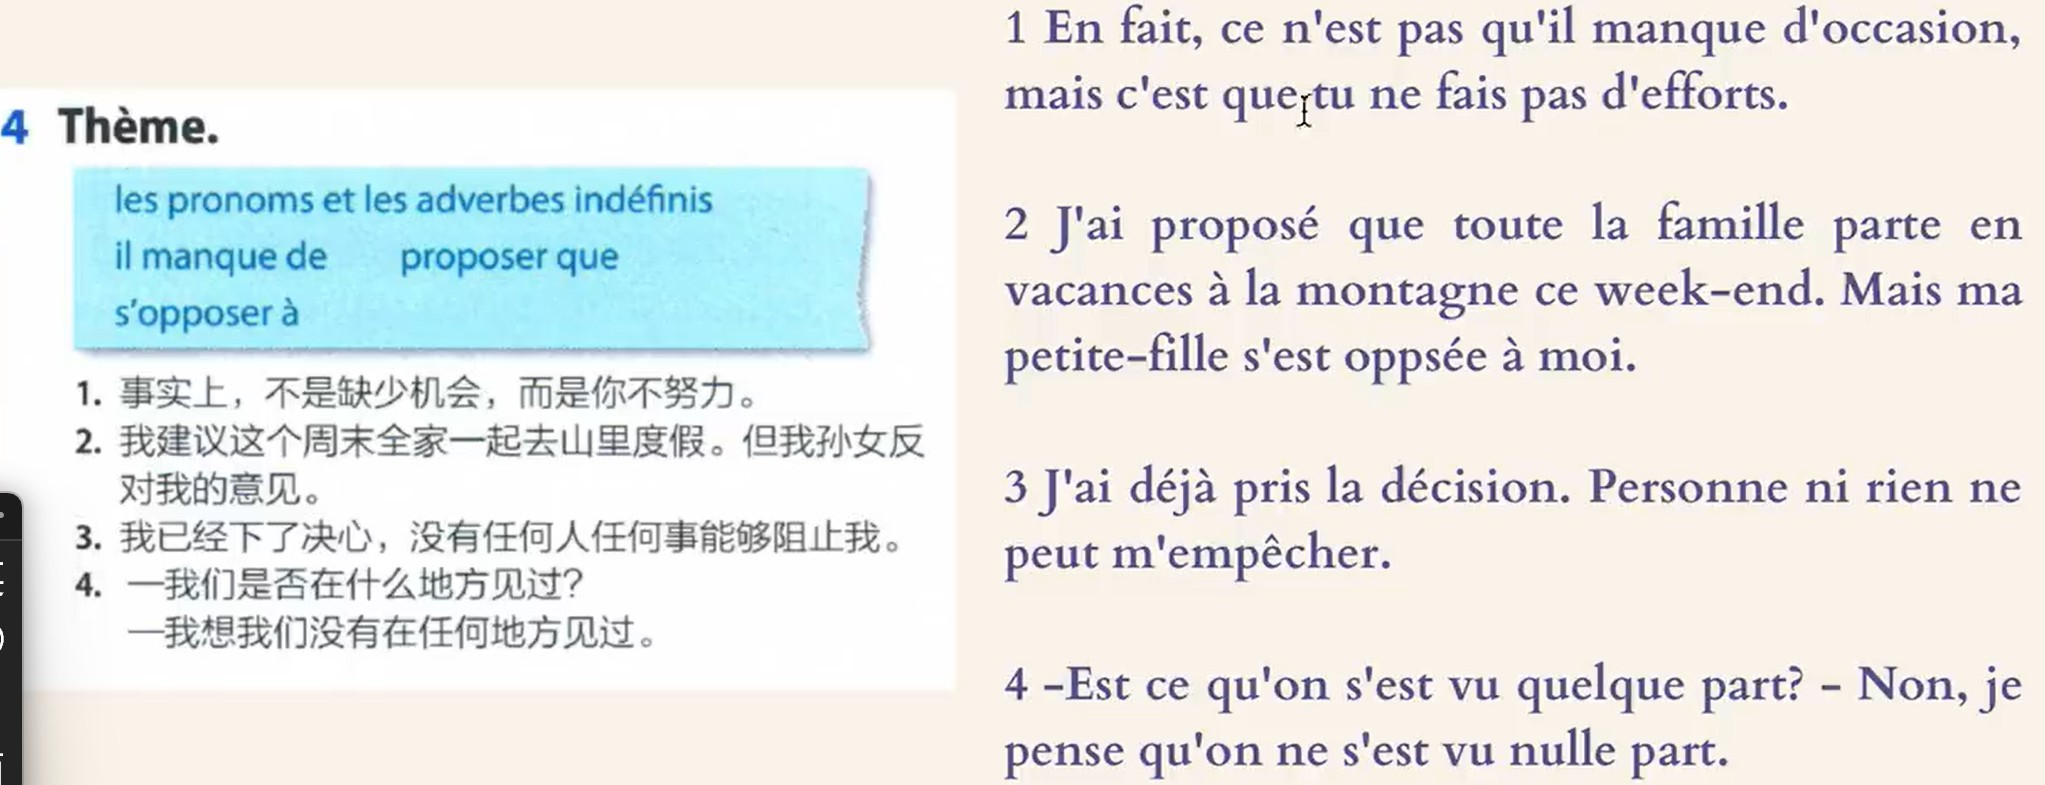 4 Thème.
les pronoms et les adverbes indéfinis
il manque de proposer que
s'opposer à
1. 事实上，不是缺少机会，而是你不努力。
2. 我建议这个周末全家一起去山里度假。但我孙女反
对我的意见。
3. 我已经下了决心，没有任何人任何事能够阻止我。
4. —我们是否在什么地方见过？
—我想我们没有在任何地方见过。
1 En fait, ce n'est pas qu'il manque d'occasion,
mais c'est que tu ne fais pas d'efforts.
2 J'ai proposé que toute la famille parte en
vacances à la montagne ce week-end. Mais ma
petite-fille s'est oppsée à moi.
3 J'ai déjà pris la décision. Personne ni rien ne
peut m'empêcher.
4 -Est ce qu'on s'est vu quelque part? - Non, je
pense qu'on ne s'est vu nulle part.